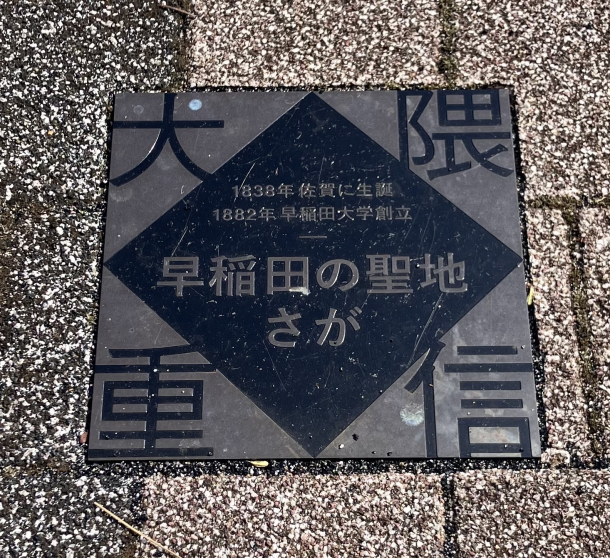 大隈
1838年 佐賀に生誕
1882年 早稲田大学創立
早稲田の聖地
さが
重信